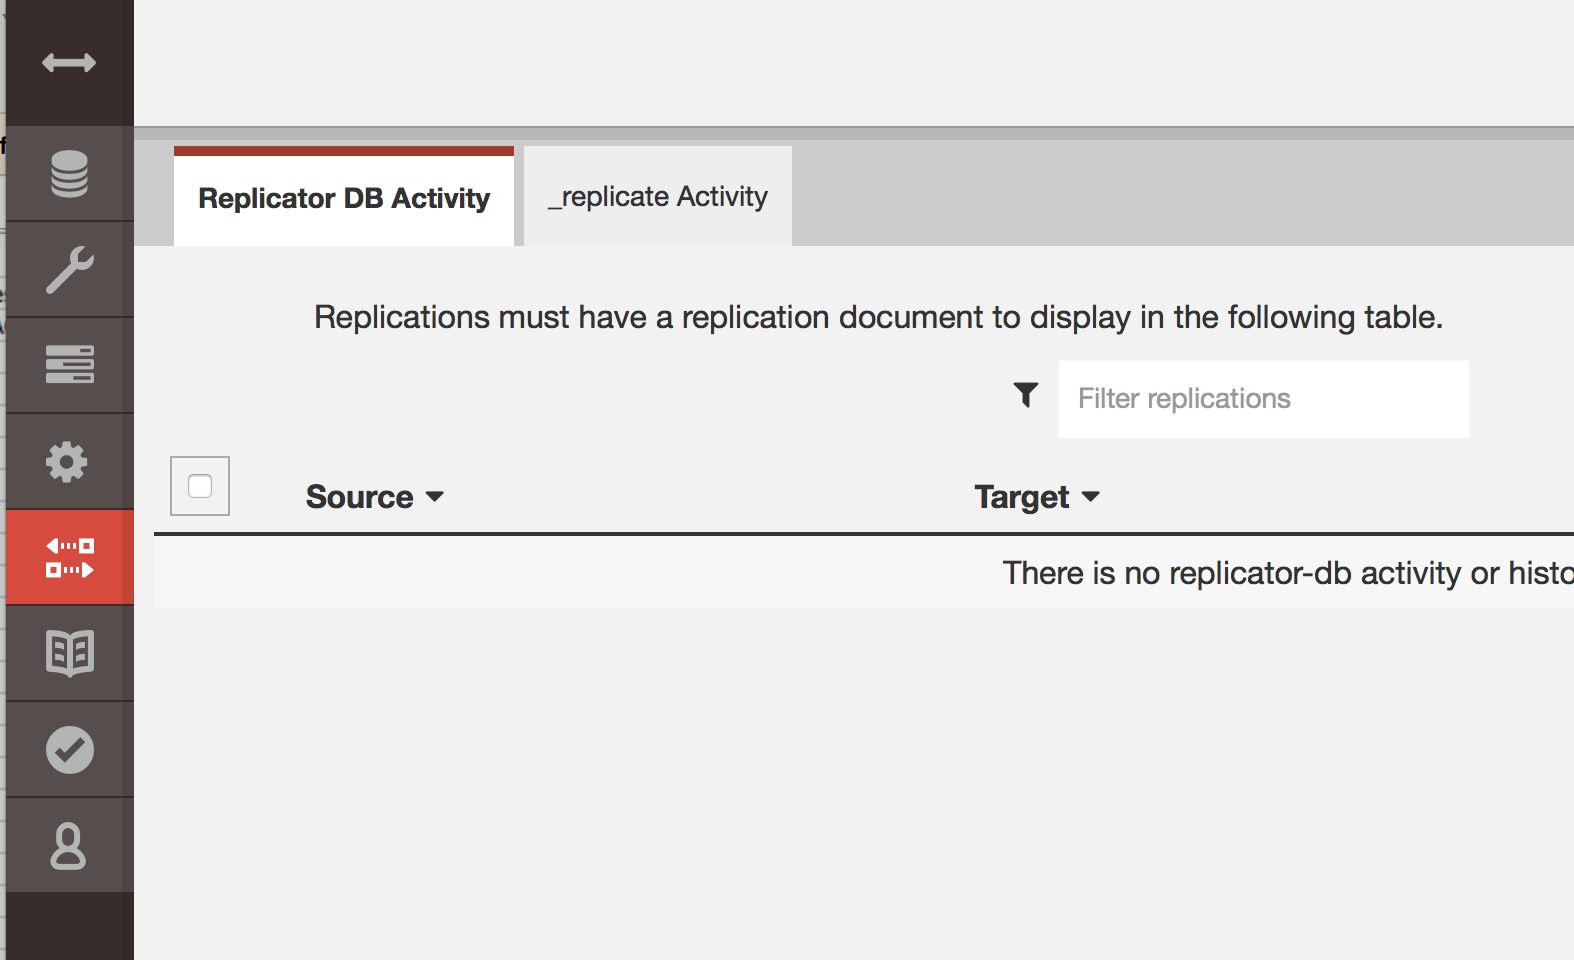 Replicator DB Activity
_replicate Activity
Replications must have a replication document to display in the following table.
Filter replications
Source
Target
There is no replicator-db activity or histo